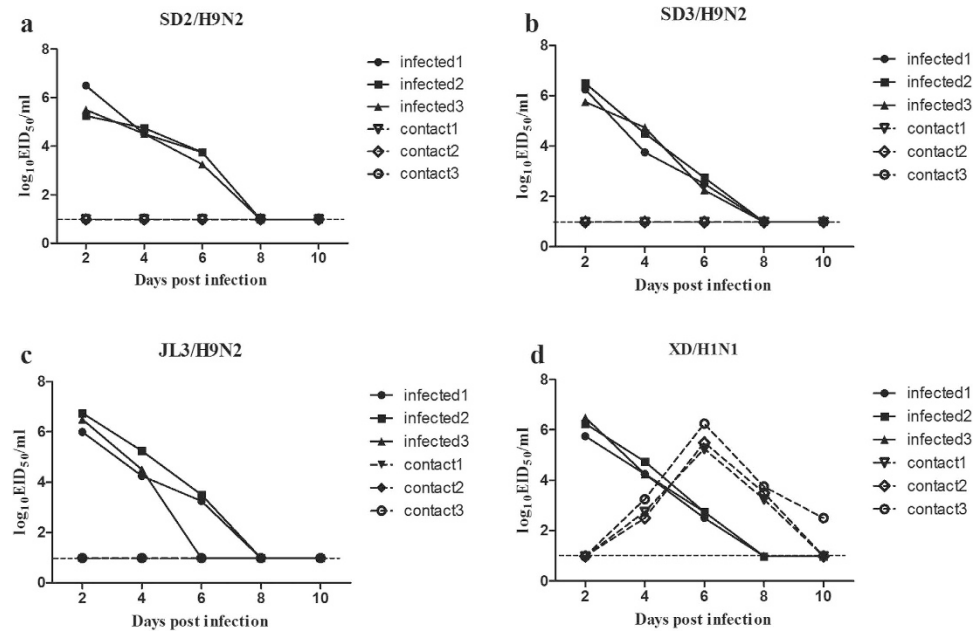 a
SD2/H9N2
log10EID50/ml
8
6
4
2
0
2 4 6 8 10
Days post infection
infected1
infected2
infected3
contact1
contact2
contact3
b
SD3/H9N2
log10EID50/ml
8
6
4
2
0
2 4 6 8 10
Days post infection
infected1
infected2
infected3
contact1
contact2
contact3
c
JL3/H9N2
log10EID50/ml
8
6
4
2
0
2 4 6 8 10
Days post infection
infected1
infected2
infected3
contact1
contact2
contact3
d
XD/H1N1
log10EID50/ml
8
6
4
2
0
2 4 6 8 10
Days post infection
infected1
infected2
infected3
contact1
contact2
contact3